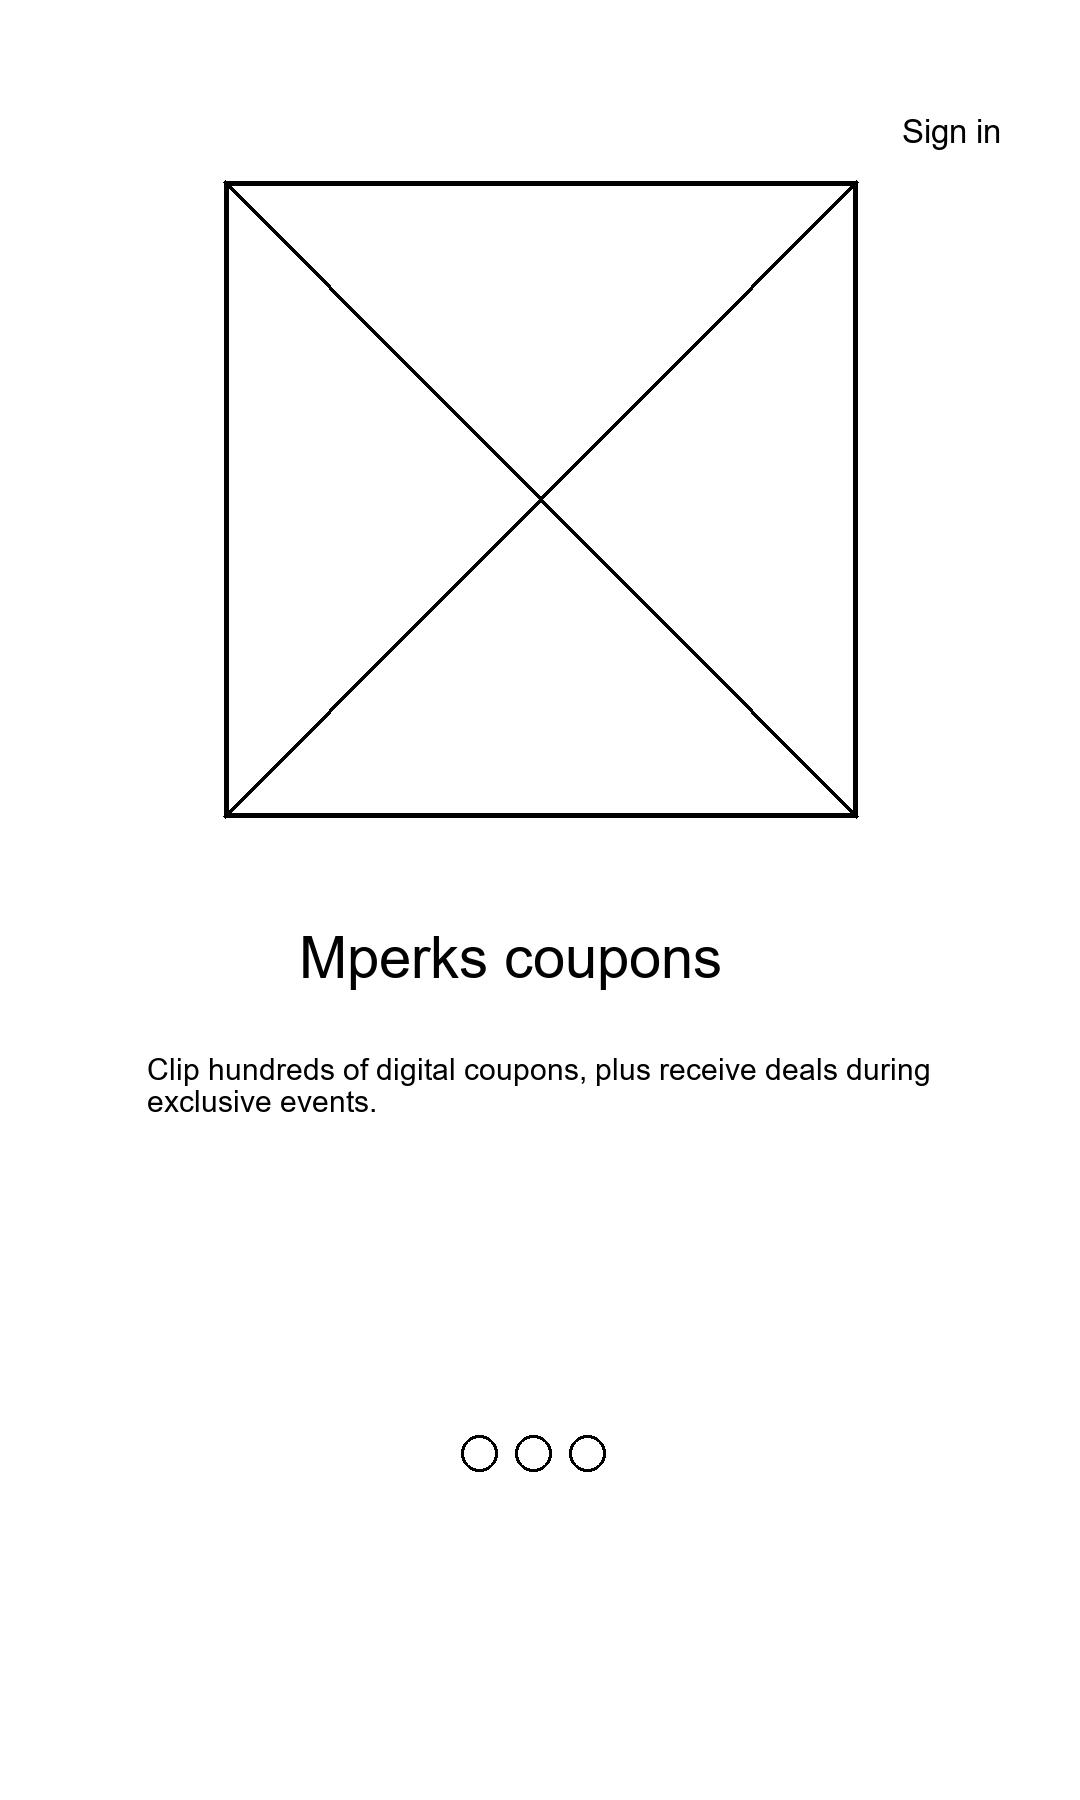 Sign in
Mperks coupons
Clip hundreds of digital coupons, plus receive deals during
exclusive events.